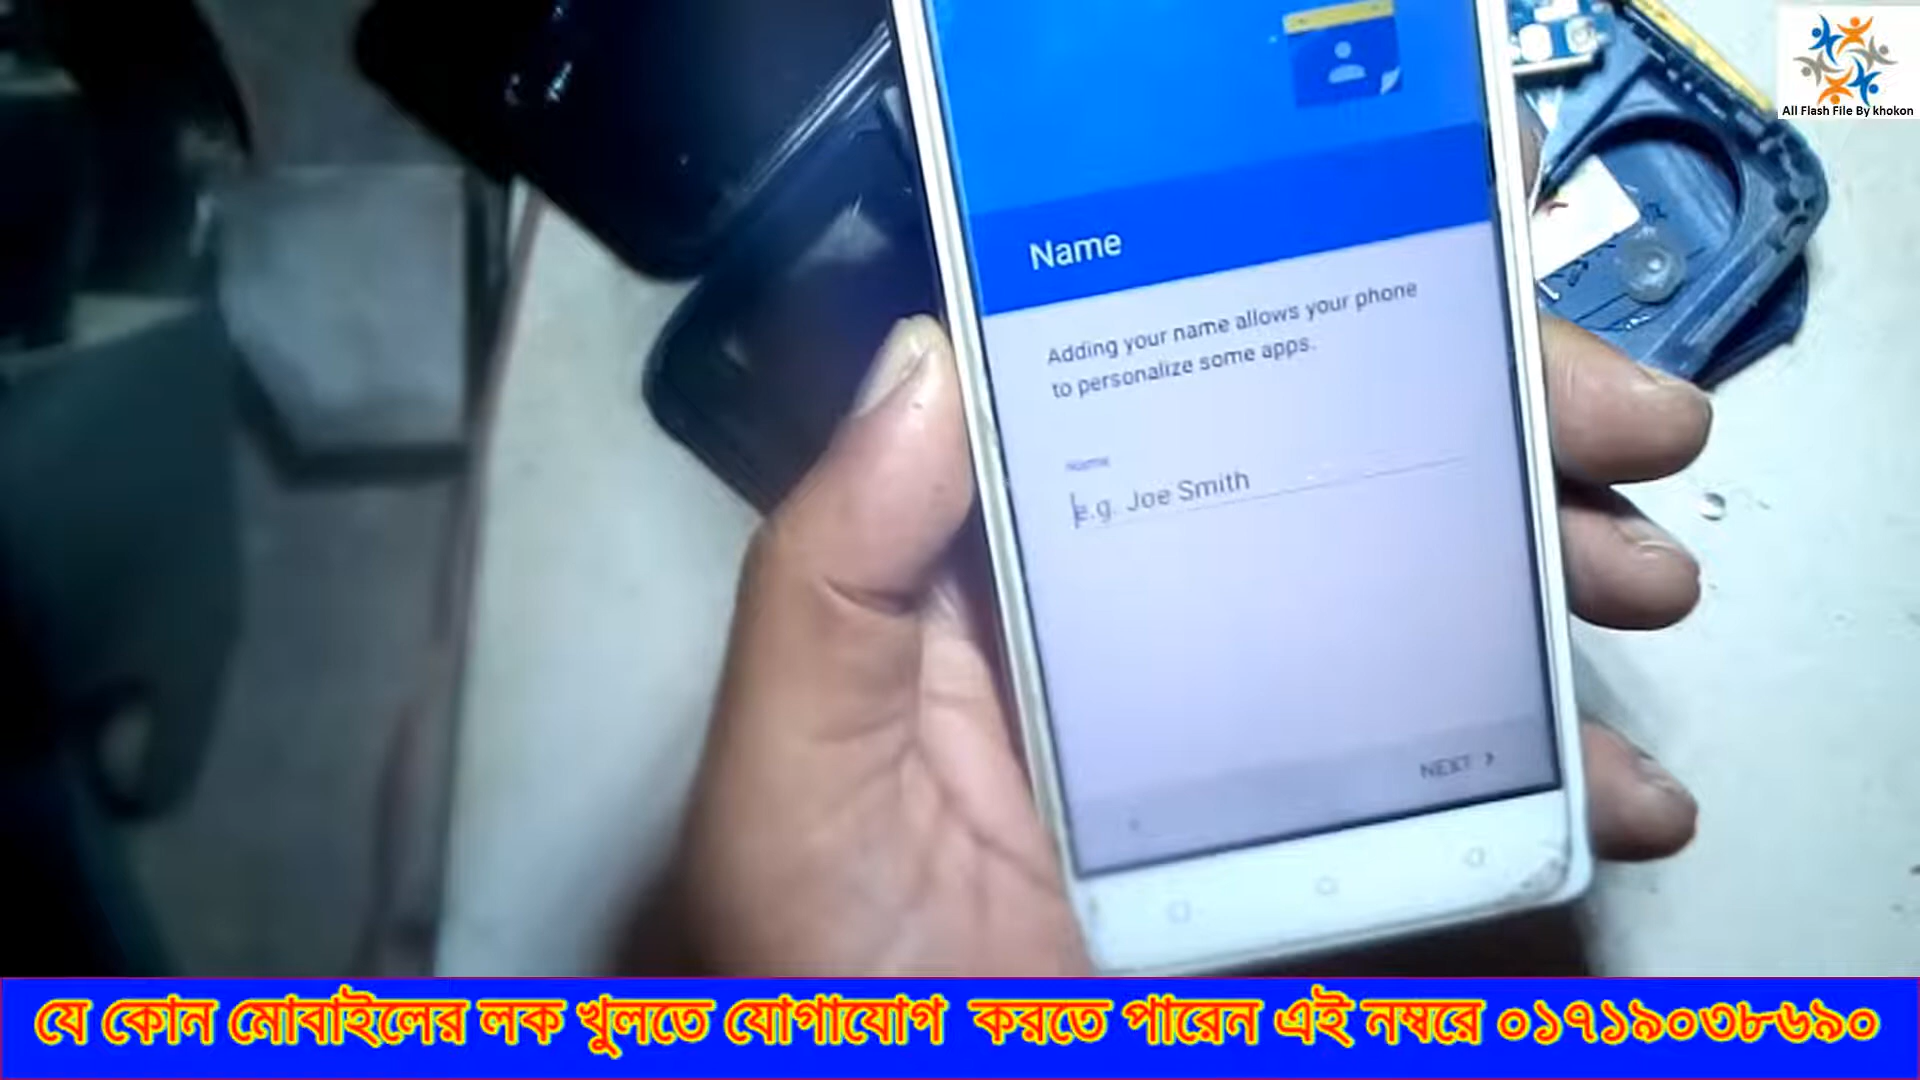 All Flash File By khokon
Name
Adding your name allows your phone
to personalize some apps.
Name
e.g. Joe Smith
NEXT
যে কোন মোবাইলের লক খুলতে যোগাযোগ করতে পারেন এই নম্বরে ০১৭১৯০৩৮৬৯০